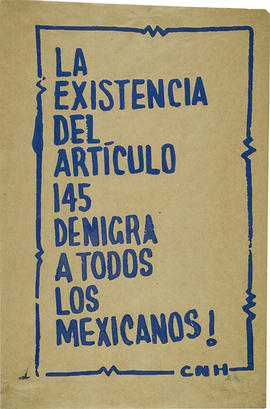 LA
EXISTENCIA
DEL
ARTÍCULO
145
DENIGRA
A TODOS
LOS
MEXICANOS!
CNH